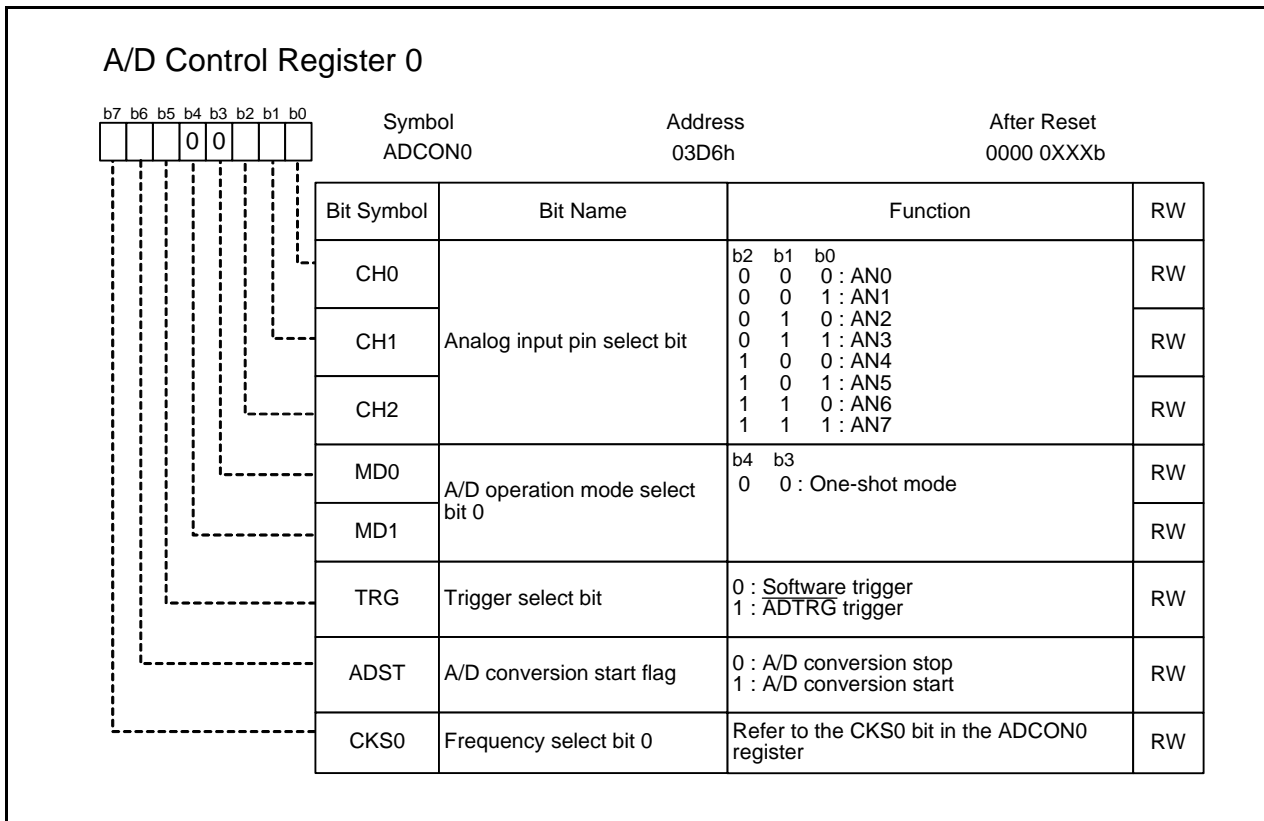 A/D Control Register 0
b7 b6 b5 b4 b3 b2 b1 b0
0 0
Symbol Address After Reset
ADCON0 03D6h 0000 0XXXb
Bit Symbol Bit Name Function RW
CH0 RW
CH1 RW
CH2 RW
Analog input pin select bit
b2 b1 b0
0 0 0 : AN0
0 0 1 : AN1
0 1 0 : AN2
0 1 1 : AN3
1 0 0 : AN4
1 0 1 : AN5
1 1 0 : AN6
1 1 1 : AN7
MD0 RW
MD1 RW
A/D operation mode select
bit 0
b4 b3
0 0 : One-shot mode
TRG Trigger select bit
0 : Software trigger
1 : ADTRG trigger
RW
ADST A/D conversion start flag
0 : A/D conversion stop
1 : A/D conversion start
RW
CKS0 Frequency select bit 0
Refer to the CKS0 bit in the ADCON0
register
RW